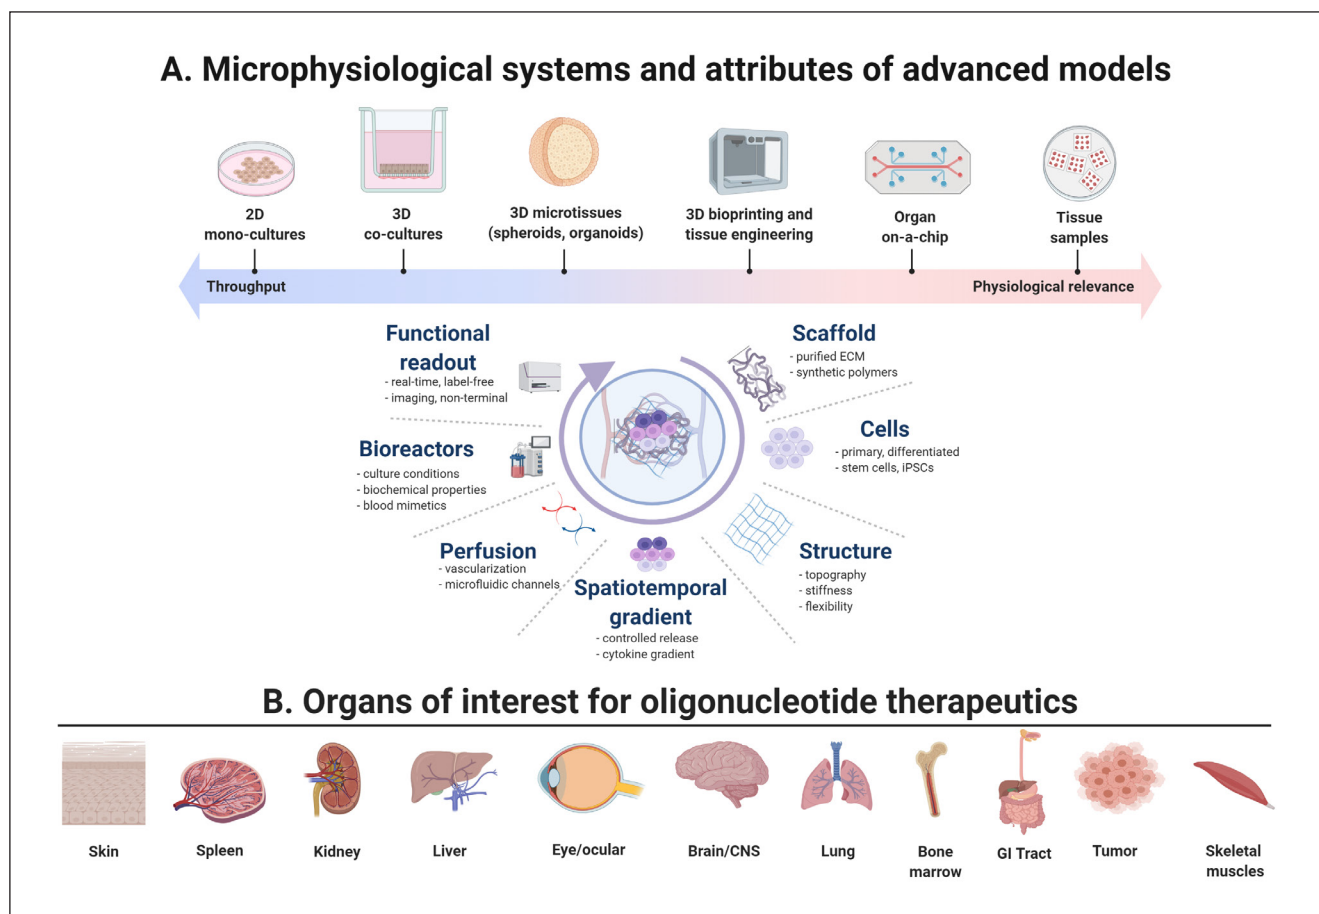 A. Microphysiological systems and attributes of advanced models
2D
mono-cultures
3D
co-cultures
3D microtissues
(spheroids, organoids)
3D bioprinting and
tissue engineering
Organ
on-a-chip
Tissue
samples
Throughput
Physiological relevance
Functional
readout
- real-time, label-free
- imaging, non-terminal
Scaffold
- purified ECM
- synthetic polymers
Bioreactors
- culture conditions
- biochemical properties
- blood mimetics
Cells
- primary, differentiated
- stem cells, iPSCs
Perfusion
- vascularization
- microfluidic channels
Structure
- topography
- stiffness
- flexibility
Spatiotemporal
gradient
- controlled release
- cytokine gradient
B. Organs of interest for oligonucleotide therapeutics
Skin
Spleen
Kidney
Liver
Eye/ocular
Brain/CNS
Lung
Bone
marrow
GI Tract
Tumor
Skeletal
muscles